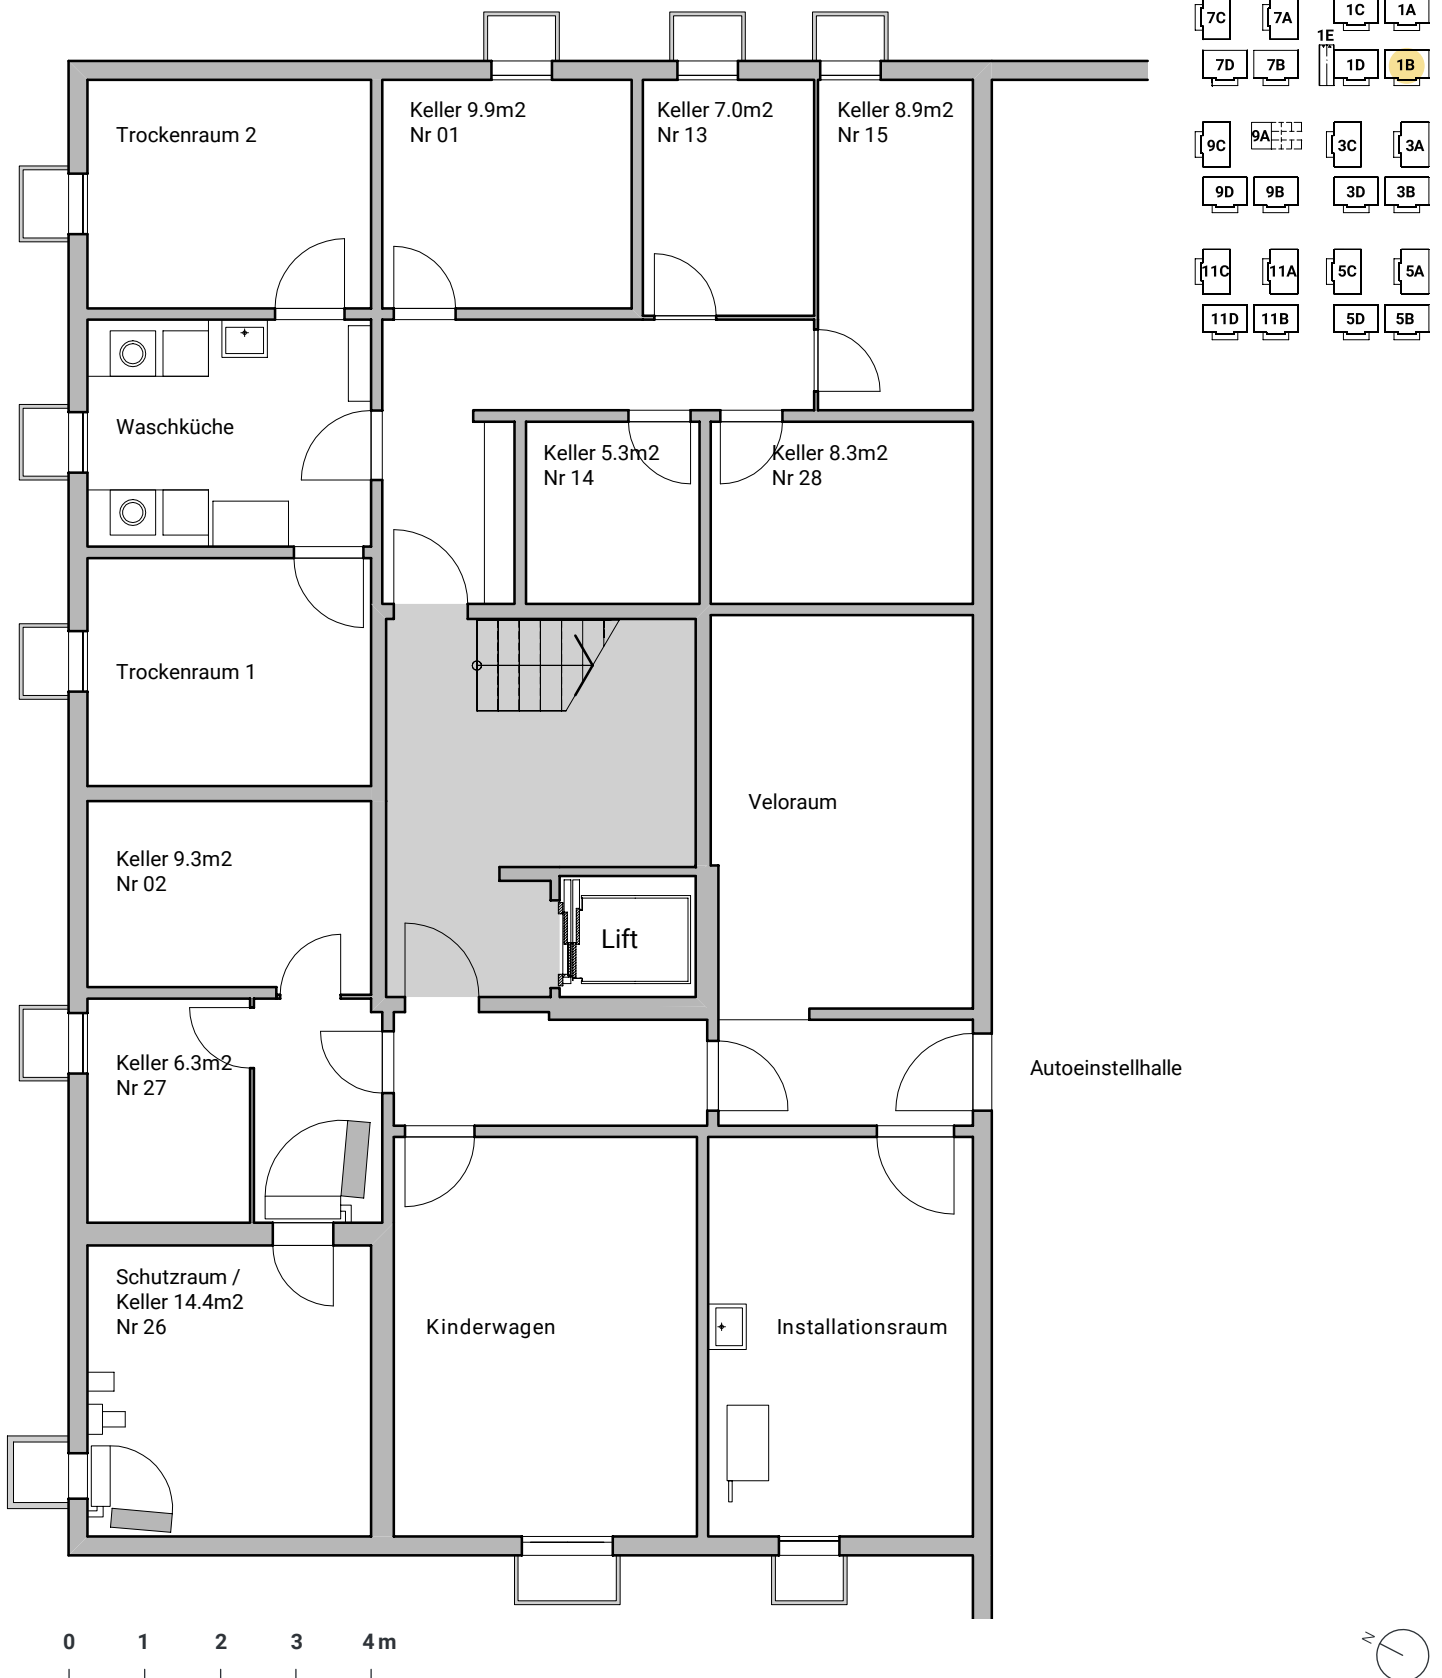 7C
7A
1C
1A
1E
7D
7B
1D
1B
9C
9A
3C
3A
9D
9B
3D
3B
11C
11A
5C
5A
11D
11B
5D
5B
Trockenraum 2
Keller 9.9m2
Nr 01
Keller 7.0m2
Nr 13
Keller 8.9m2
Nr 15
Waschküche
Keller 5.3m2
Nr 14
Keller 8.3m2
Nr 28
Trockenraum 1
Veloraum
Keller 9.3m2
Nr 02
Lift
Keller 6.3m2
Nr 27
Autoeinstellhalle
Schutzraum /
Keller 14.4m2
Nr 26
Kinderwagen
Installationsraum
0 1 2 3 4 m
N